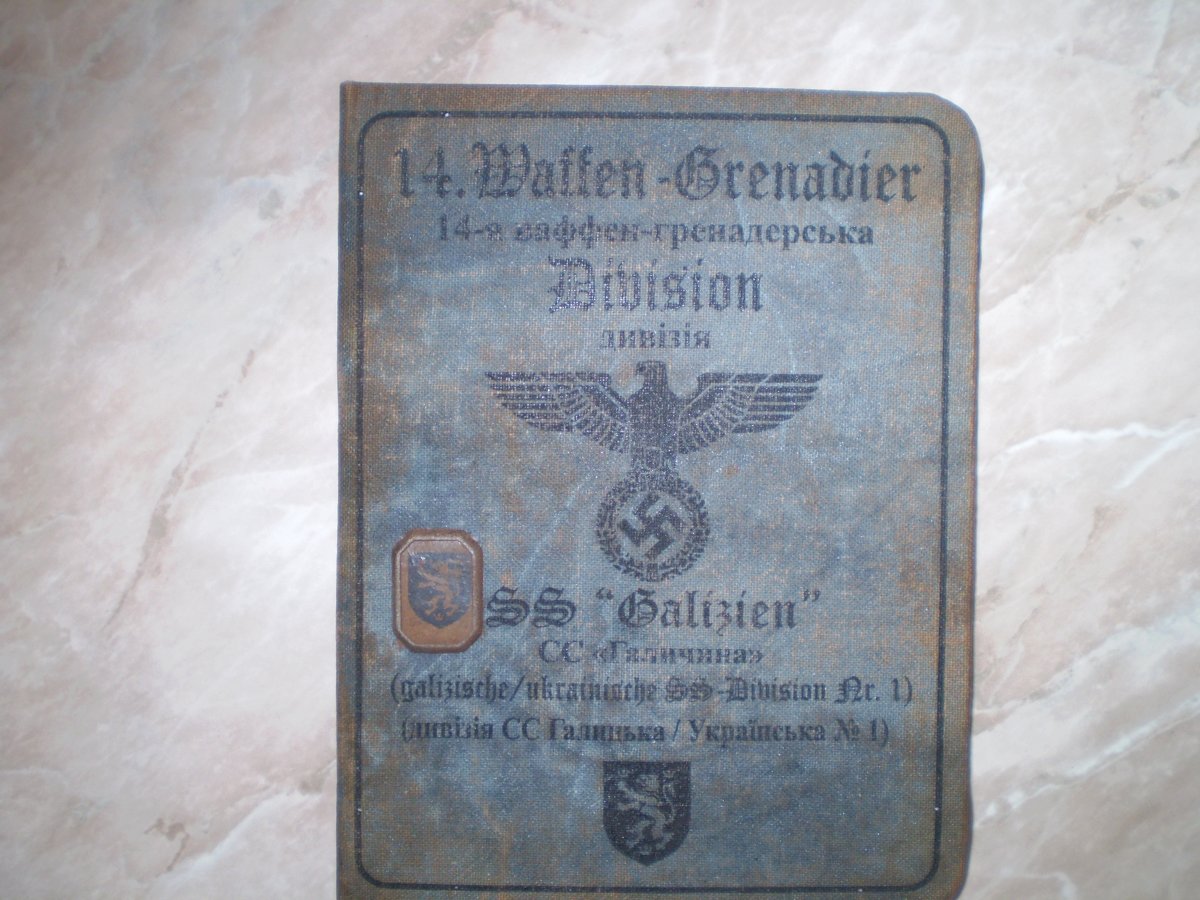 14. Waffen-Grenadier
14-я ваффен-гренадерська
Division
дивізія
SS "Galizien"
СС «Галичина»
(galizische/ukrainische SS-Division Nr. 1)
(дивізія СС Галицька / Українська № 1)